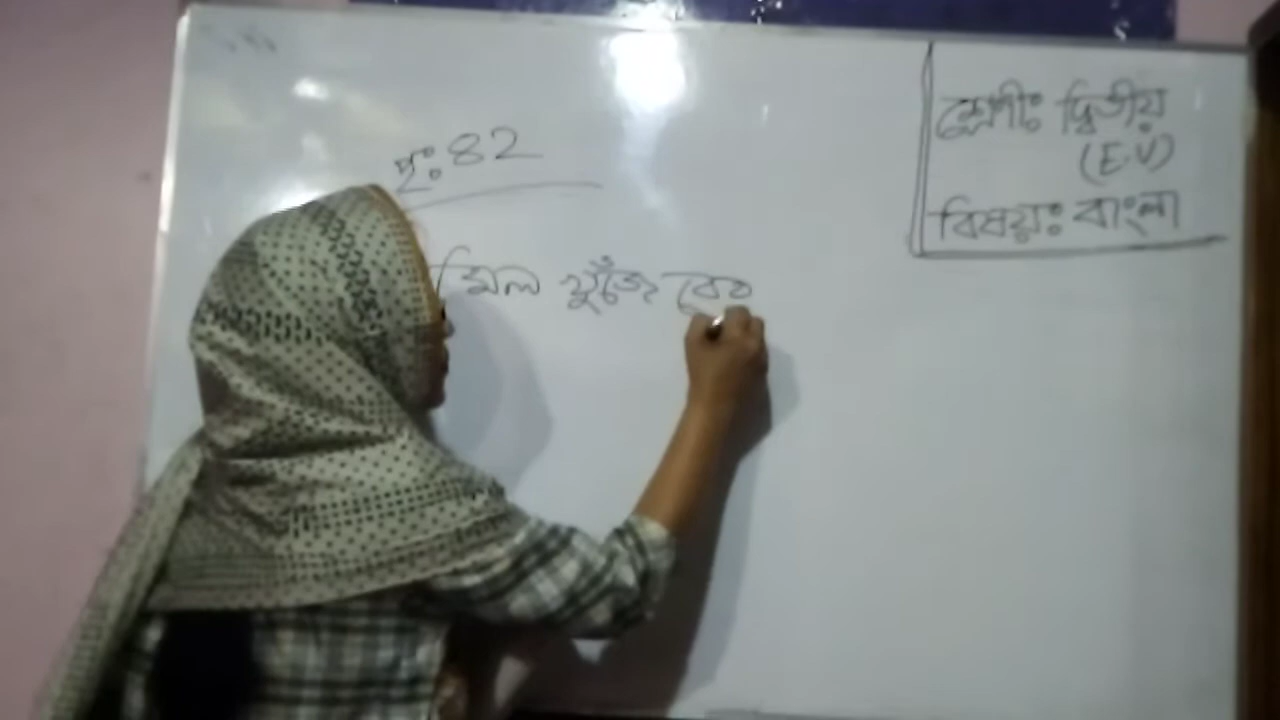 পৃ: ৪২
মিল খুঁজে বে
শ্রেণীঃ দ্বিতীয়
(E.V)
বিষয়ঃ বাংলা